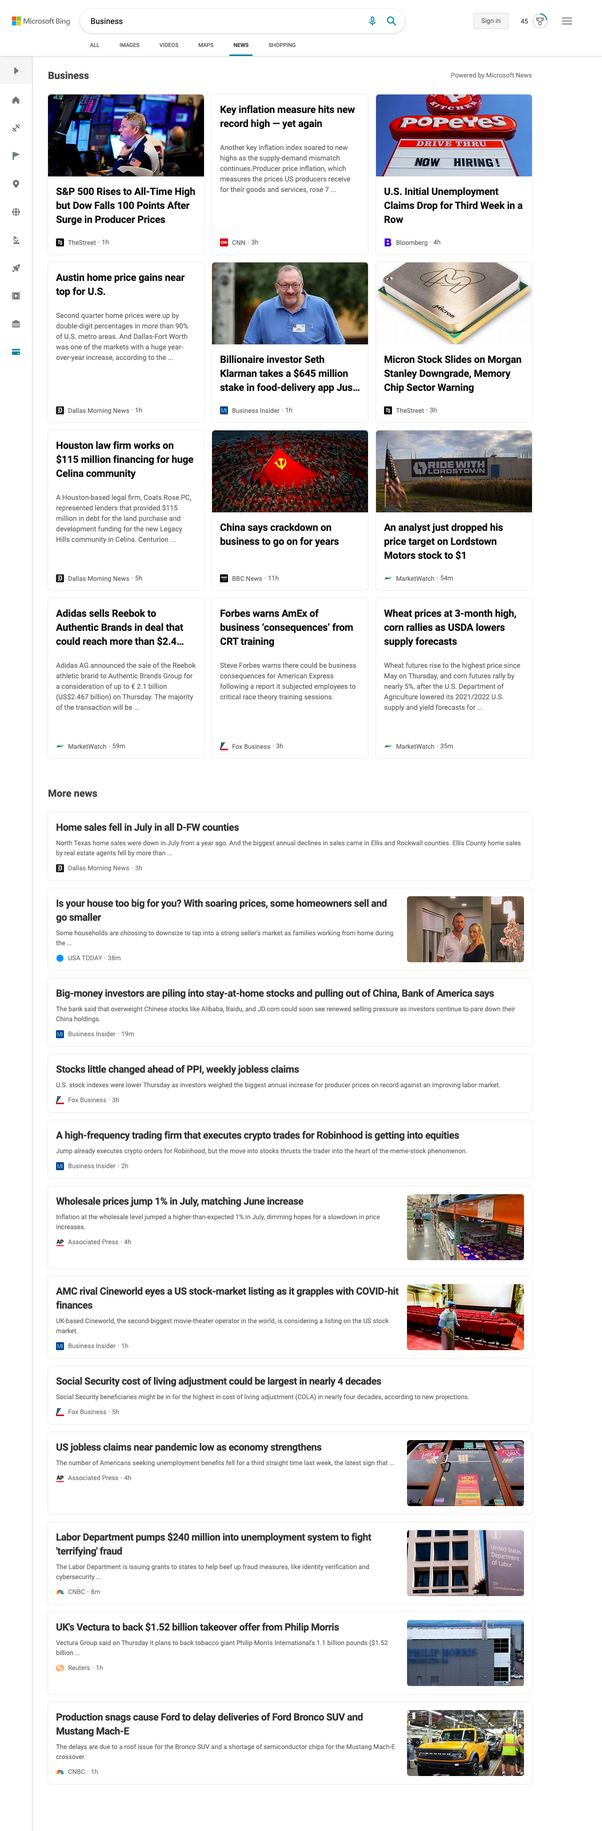 Microsoft Bing
Business
Sign in
45
ALL
IMAGES
VIDEOS
MAPS
NEWS
SHOPPING
Business
Powered by Microsoft News
S&P 500 Rises to All-Time High
but Dow Falls 100 Points After
Surge in Producer Prices
TheStreet · 1h
Key inflation measure hits new
record high — yet again
Another key inflation index soared to new
highs as the supply-demand mismatch
continues.Producer price inflation, which
measures the prices US producers receive
for their goods and services, rose 7 ...
CNN · 3h
KITCHEN
POPEYES
DRIVE THRU
NOW HIRING!
U.S. Initial Unemployment
Claims Drop for Third Week in a
Row
Bloomberg · 4h
Austin home price gains near
top for U.S.
Second quarter home prices were up by
double-digit percentages in more than 90%
of U.S. metro areas. And Dallas-Fort Worth
was one of the markets with a huge year-
over-year increase, according to the ...
Dallas Morning News · 1h
Billionaire investor Seth
Klarman takes a $645 million
stake in food-delivery app Jus...
Business Insider · 1h
Micron
Micron Stock Slides on Morgan
Stanley Downgrade, Memory
Chip Sector Warning
TheStreet · 3h
Houston law firm works on
$115 million financing for huge
Celina community
A Houston-based legal firm, Coats Rose PC,
represented lenders that provided $115
million in debt for the land purchase and
development funding for the new Legacy
Hills community in Celina. Centurion ...
Dallas Morning News · 5h
China says crackdown on
business to go on for years
BBC News · 11h
RIDE WITH
LORDSTOWN
An analyst just dropped his
price target on Lordstown
Motors stock to $1
MarketWatch · 54m
Adidas sells Reebok to
Authentic Brands in deal that
could reach more than $2.4...
Adidas AG announced the sale of the Reebok
athletic brand to Authentic Brands Group for
a consideration of up to € 2.1 billion
(US$2.467 billion) on Thursday. The majority
of the transaction will be ...
MarketWatch · 59m
Forbes warns AmEx of
business ‘consequences’ from
CRT training
Steve Forbes warns there could be business
consequences for American Express
following a report it subjected employees to
critical race theory training sessions.
Fox Business · 3h
Wheat prices at 3-month high,
corn rallies as USDA lowers
supply forecasts
Wheat futures rise to the highest price since
May on Thursday, and corn futures rally by
nearly 5%, after the U.S. Department of
Agriculture lowered its 2021/2022 U.S.
supply and yield forecasts for ...
MarketWatch · 35m
More news
Home sales fell in July in all D-FW counties
North Texas home sales were down in July from a year ago. And the biggest annual declines in sales came in Ellis and Rockwall counties. Ellis County home sales
by real estate agents fell by more than ...
Dallas Morning News · 3h
Is your house too big for you? With soaring prices, some homeowners sell and
go smaller
Some households are choosing to downsize to tap into a strong seller's market as families working from home during
the ...
USA TODAY · 38m
Big-money investors are piling into stay-at-home stocks and pulling out of China, Bank of America says
The bank said that overweight Chinese stocks like Alibaba, Baidu, and JD.com could soon see renewed selling pressure as investors continue to pare down their
China holdings.
Business Insider · 19m
Stocks little changed ahead of PPI, weekly jobless claims
U.S. stock indexes were lower Thursday as investors weighed the biggest annual increase for producer prices on record against an improving labor market.
Fox Business · 3h
A high-frequency trading firm that executes crypto trades for Robinhood is getting into equities
Jump already executes crypto orders for Robinhood, but the move into stocks thrusts the trader into the heart of the meme-stock phenomenon.
Business Insider · 2h
Wholesale prices jump 1% in July, matching June increase
Inflation at the wholesale level jumped a higher-than-expected 1% in July, dimming hopes for a slowdown in price
increases.
AP Associated Press · 4h
AMC rival Cineworld eyes a US stock-market listing as it grapples with COVID-hit
finances
UK-based Cineworld, the second-biggest movie-theater operator in the world, is considering a listing on the US stock
market.
Business Insider · 1h
Social Security cost of living adjustment could be largest in nearly 4 decades
Social Security beneficiaries might be in for the highest in cost of living adjustment (COLA) in nearly four decades, according to new projections.
Fox Business · 5h
US jobless claims near pandemic low as economy strengthens
The number of Americans seeking unemployment benefits fell for a third straight time last week, the latest sign that ...
AP Associated Press · 4h
NOW
HIRING
Labor Department pumps $240 million into unemployment system to fight
'terrifying' fraud
The Labor Department is issuing grants to states to help beef up fraud measures, like identity verification and
cybersecurity ...
CNBC · 8m
United States
Department
of Labor
UK's Vectura to back $1.52 billion takeover offer from Philip Morris
Vectura Group said on Thursday it plans to back tobacco giant Philip Morris International's 1.1 billion pounds ($1.52
billion ...
Reuters · 1h
PHILIP MORRIS
Production snags cause Ford to delay deliveries of Ford Bronco SUV and
Mustang Mach-E
The delays are due to a roof issue for the Bronco SUV and a shortage of semiconductor chips for the Mustang Mach-E
crossover.
CNBC · 1h